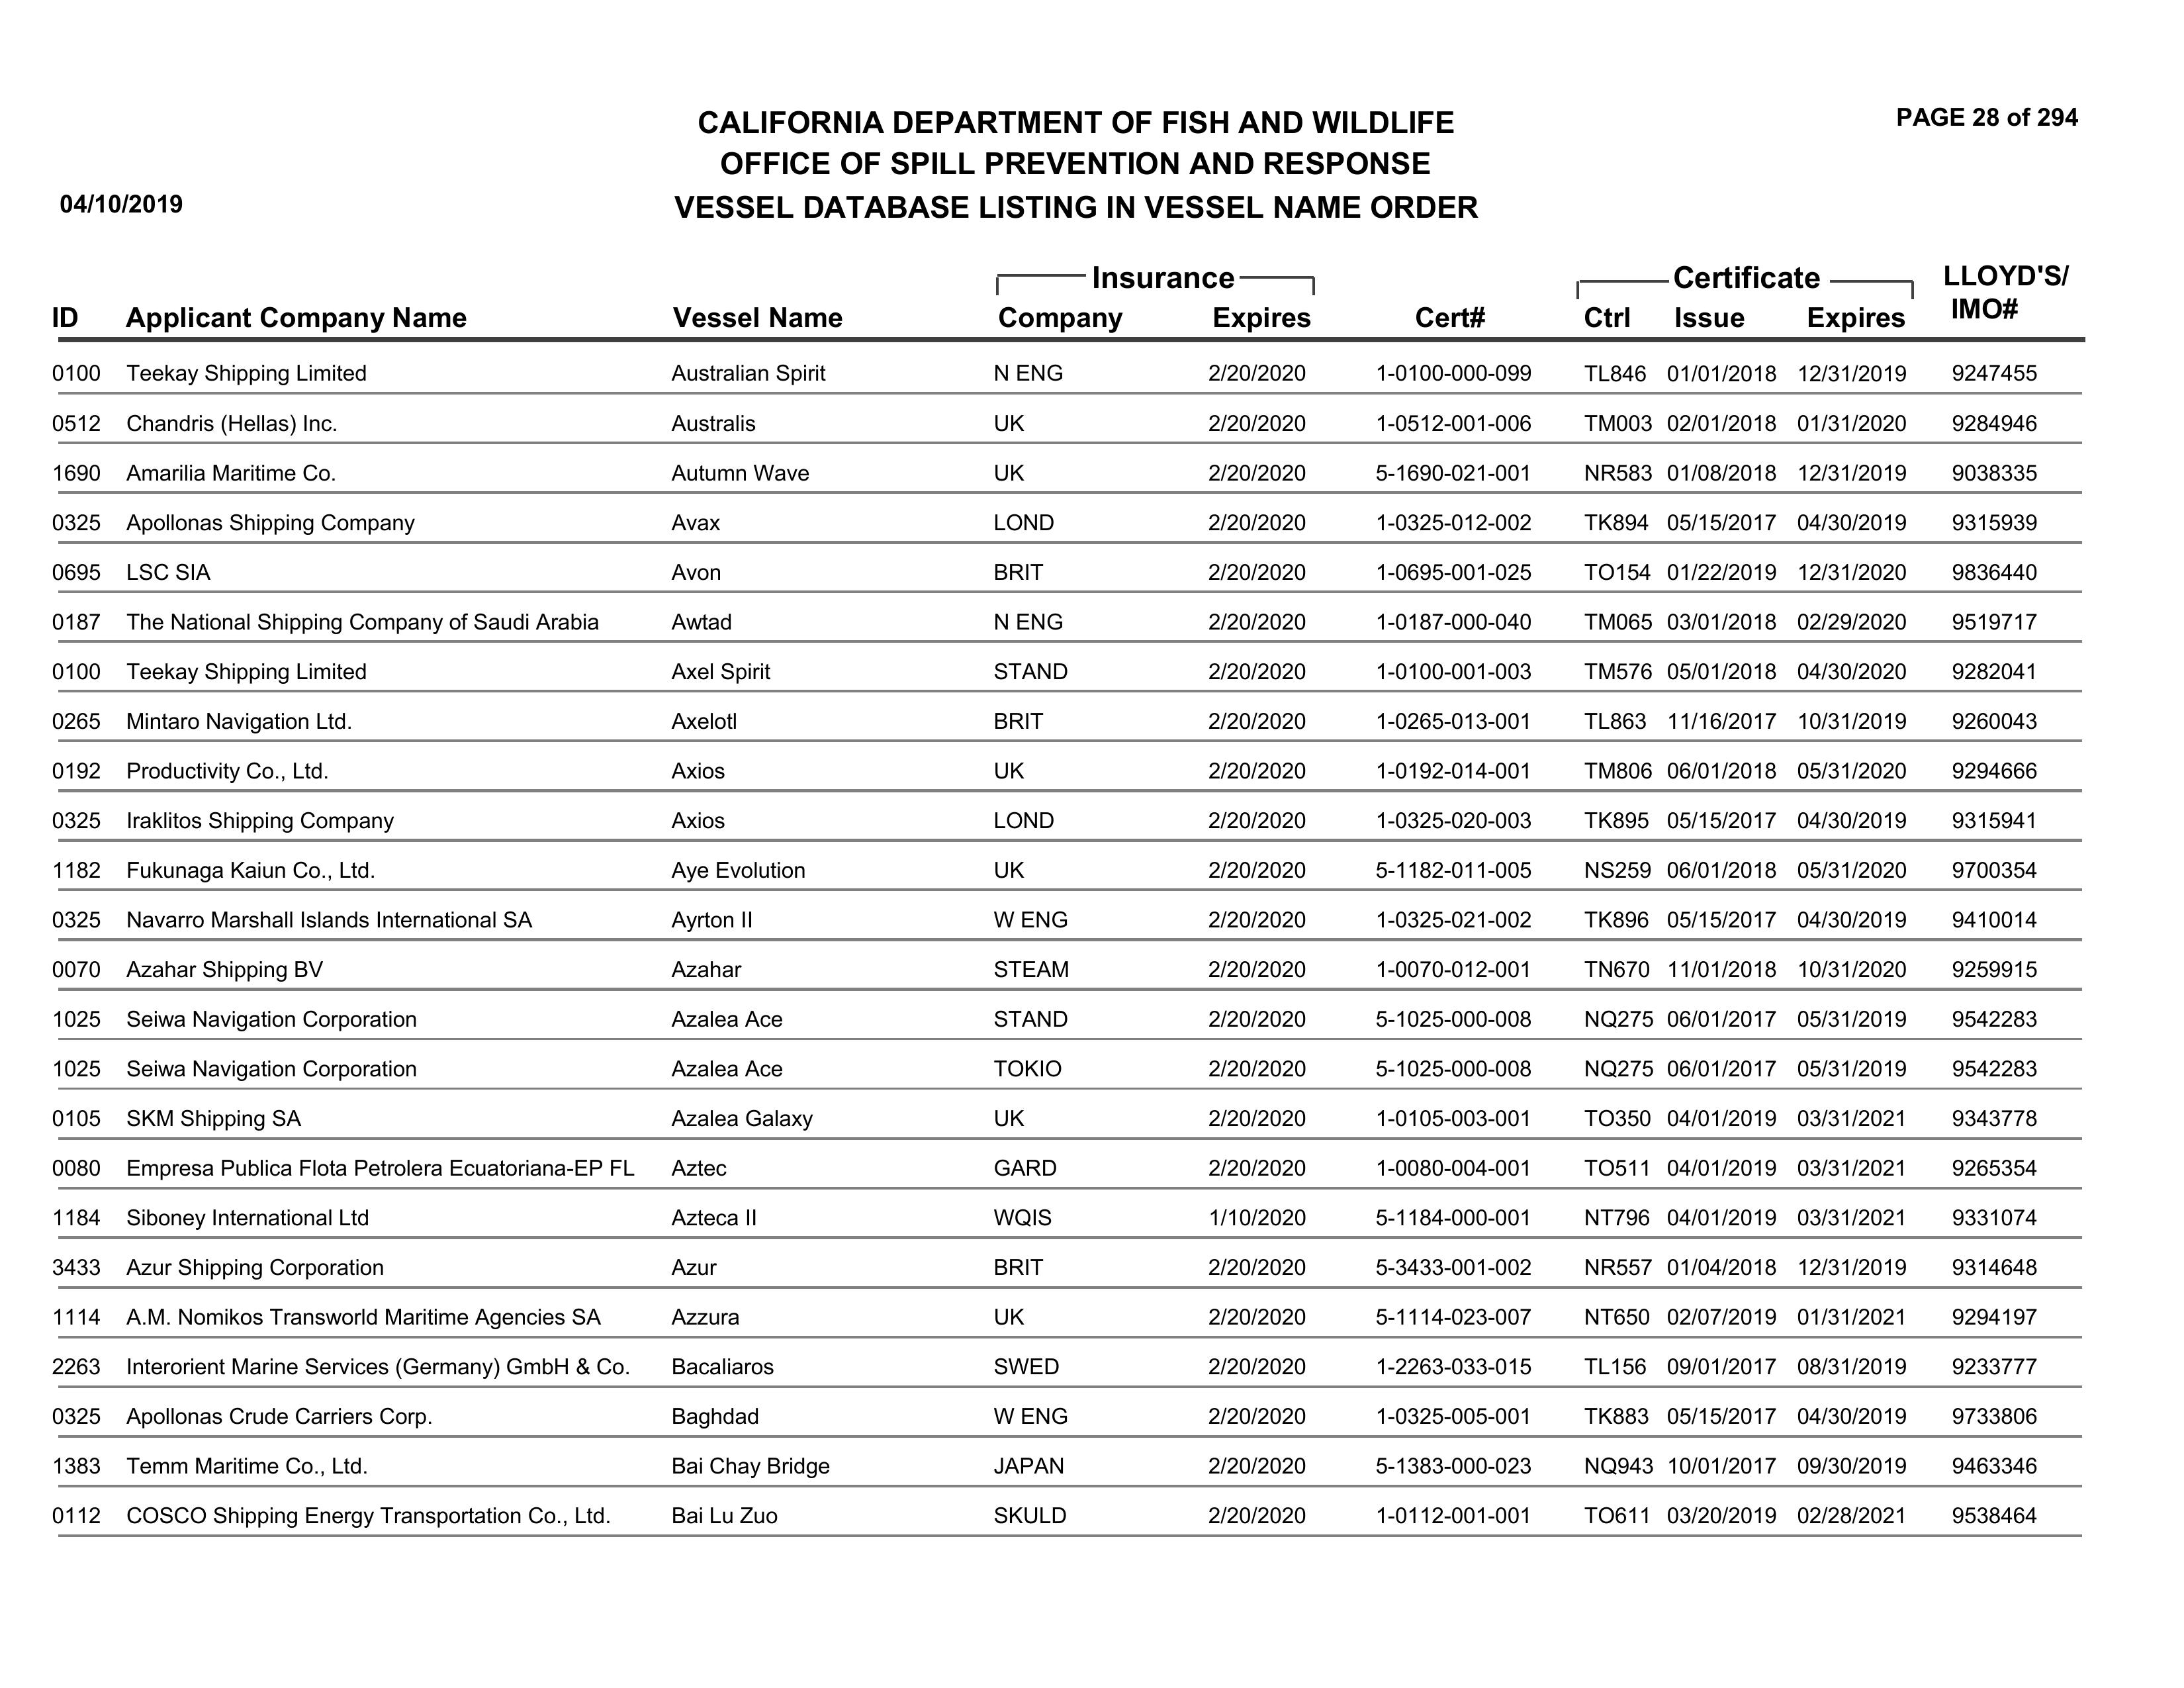 PAGE 28 of 294
CALIFORNIA DEPARTMENT OF FISH AND WILDLIFE
OFFICE OF SPILL PREVENTION AND RESPONSE
04/10/2019
VESSEL DATABASE LISTING IN VESSEL NAME ORDER
Insurance Certificate LLOYD'S/
ID Applicant Company Name Vessel Name Company Expires Cert# Ctrl Issue Expires IMO#
0100 Teekay Shipping Limited Australian Spirit N ENG 2/20/2020 1-0100-000-099 TL846 01/01/2018 12/31/2019 9247455
0512 Chandris (Hellas) Inc. Australis UK 2/20/2020 1-0512-001-006 TM003 02/01/2018 01/31/2020 9284946
1690 Amarilia Maritime Co. Autumn Wave UK 2/20/2020 5-1690-021-001 NR583 01/08/2018 12/31/2019 9038335
0325 Apollonas Shipping Company Avax LOND 2/20/2020 1-0325-012-002 TK894 05/15/2017 04/30/2019 9315939
0695 LSC SIA Avon BRIT 2/20/2020 1-0695-001-025 TO154 01/22/2019 12/31/2020 9836440
0187 The National Shipping Company of Saudi Arabia Awtad N ENG 2/20/2020 1-0187-000-040 TM065 03/01/2018 02/29/2020 9519717
0100 Teekay Shipping Limited Axel Spirit STAND 2/20/2020 1-0100-001-003 TM576 05/01/2018 04/30/2020 9282041
0265 Mintaro Navigation Ltd. Axelotl BRIT 2/20/2020 1-0265-013-001 TL863 11/16/2017 10/31/2019 9260043
0192 Productivity Co., Ltd. Axios UK 2/20/2020 1-0192-014-001 TM806 06/01/2018 05/31/2020 9294666
0325 Iraklitos Shipping Company Axios LOND 2/20/2020 1-0325-020-003 TK895 05/15/2017 04/30/2019 9315941
1182 Fukunaga Kaiun Co., Ltd. Aye Evolution UK 2/20/2020 5-1182-011-005 NS259 06/01/2018 05/31/2020 9700354
0325 Navarro Marshall Islands International SA Ayrton II W ENG 2/20/2020 1-0325-021-002 TK896 05/15/2017 04/30/2019 9410014
0070 Azahar Shipping BV Azahar STEAM 2/20/2020 1-0070-012-001 TN670 11/01/2018 10/31/2020 9259915
1025 Seiwa Navigation Corporation Azalea Ace STAND 2/20/2020 5-1025-000-008 NQ275 06/01/2017 05/31/2019 9542283
1025 Seiwa Navigation Corporation Azalea Ace TOKIO 2/20/2020 5-1025-000-008 NQ275 06/01/2017 05/31/2019 9542283
0105 SKM Shipping SA Azalea Galaxy UK 2/20/2020 1-0105-003-001 TO350 04/01/2019 03/31/2021 9343778
0080 Empresa Publica Flota Petrolera Ecuatoriana-EP FL Aztec GARD 2/20/2020 1-0080-004-001 TO511 04/01/2019 03/31/2021 9265354
1184 Siboney International Ltd Azteca II WQIS 1/10/2020 5-1184-000-001 NT796 04/01/2019 03/31/2021 9331074
3433 Azur Shipping Corporation Azur BRIT 2/20/2020 5-3433-001-002 NR557 01/04/2018 12/31/2019 9314648
1114 A.M. Nomikos Transworld Maritime Agencies SA Azzura UK 2/20/2020 5-1114-023-007 NT650 02/07/2019 01/31/2021 9294197
2263 Interorient Marine Services (Germany) GmbH & Co. Bacaliaros SWED 2/20/2020 1-2263-033-015 TL156 09/01/2017 08/31/2019 9233777
0325 Apollonas Crude Carriers Corp. Baghdad W ENG 2/20/2020 1-0325-005-001 TK883 05/15/2017 04/30/2019 9733806
1383 Temm Maritime Co., Ltd. Bai Chay Bridge JAPAN 2/20/2020 5-1383-000-023 NQ943 10/01/2017 09/30/2019 9463346
0112 COSCO Shipping Energy Transportation Co., Ltd. Bai Lu Zuo SKULD 2/20/2020 1-0112-001-001 TO611 03/20/2019 02/28/2021 9538464